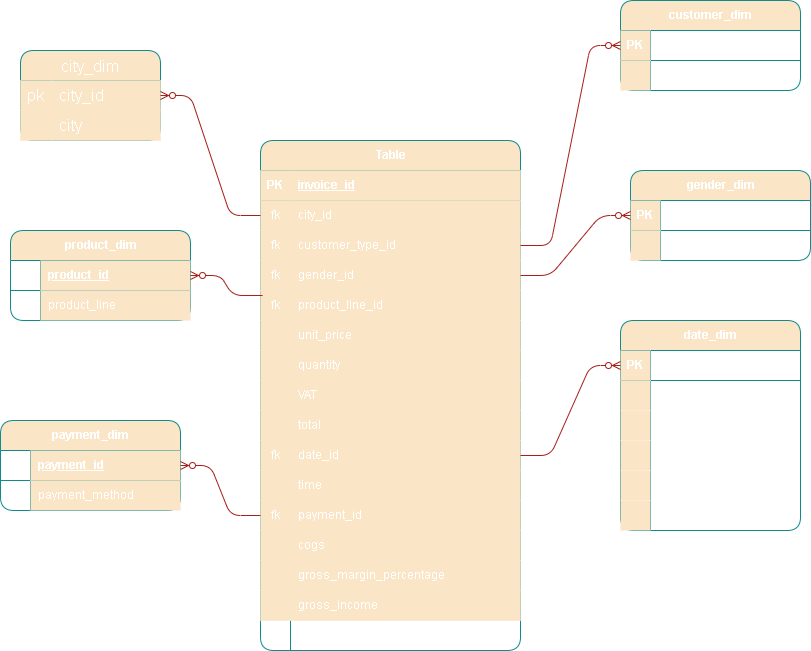 customer_dim
PK
city_dim
pk city_id
city
Table
PK invoice_id
fk city_id
fk customer_type_id
fk gender_id
fk product_line_id
unit_price
quantity
VAT
total
fk date_id
time
fk payment_id
cogs
gross_margin_percentage
gross_income
gender_dim
PK
product_dim
product_id
product_line
date_dim
PK
payment_dim
payment_id
payment_method